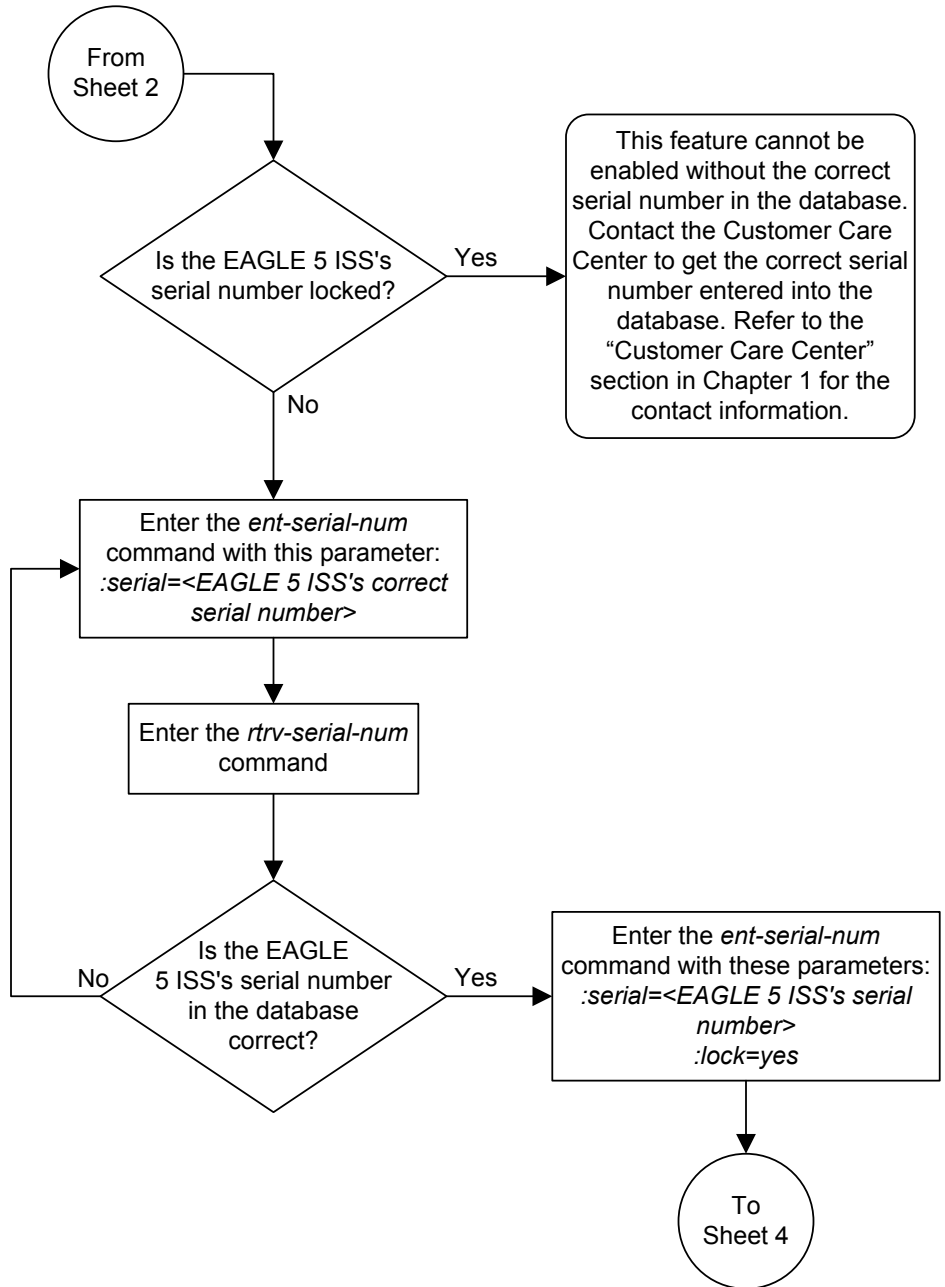 From
Sheet 2
This feature cannot be
enabled without the correct
serial number in the database.
Contact the Customer Care
Center to get the correct serial
number entered into the
database. Refer to the
“Customer Care Center”
section in Chapter 1 for the
contact information.
Is the EAGLE 5 ISS's
serial number locked?
Yes
No
Enter the ent-serial-num
command with this parameter:
:serial=<EAGLE 5 ISS's correct
serial number>
Enter the rtrv-serial-num
command
Is the EAGLE
5 ISS's serial number
in the database
correct?
No
Yes
Enter the ent-serial-num
command with these parameters:
:serial=<EAGLE 5 ISS's serial
number>
:lock=yes
To
Sheet 4